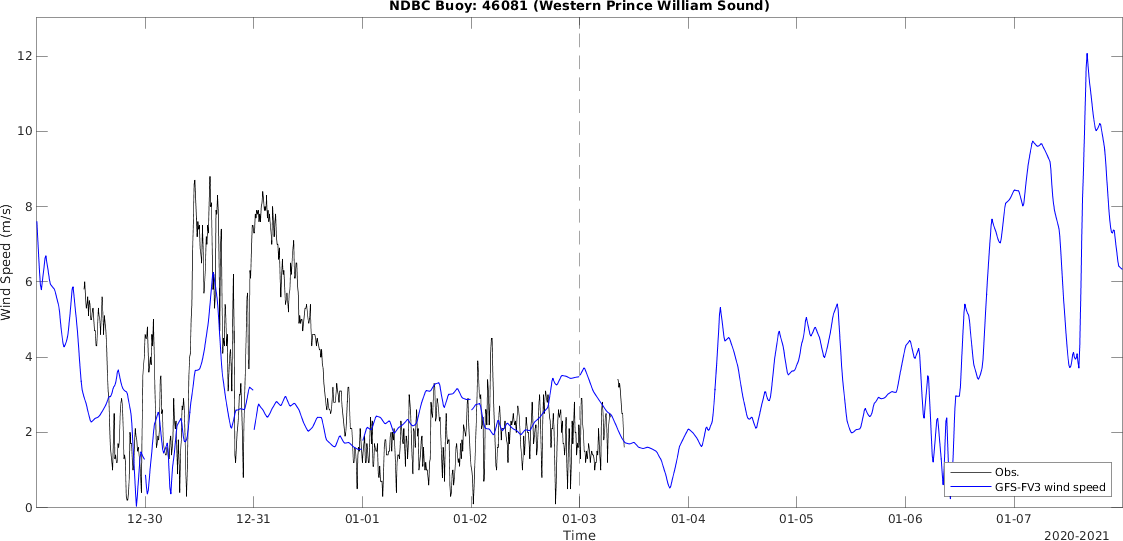 NDBC Buoy: 46081 (Western Prince William Sound)
Wind Speed (m/s)
12
10
8
6
4
2
0
Obs.
GFS-FV3 wind speed
12-30 12-31 01-01 01-02 01-03 01-04 01-05 01-06 01-07
Time
2020-2021